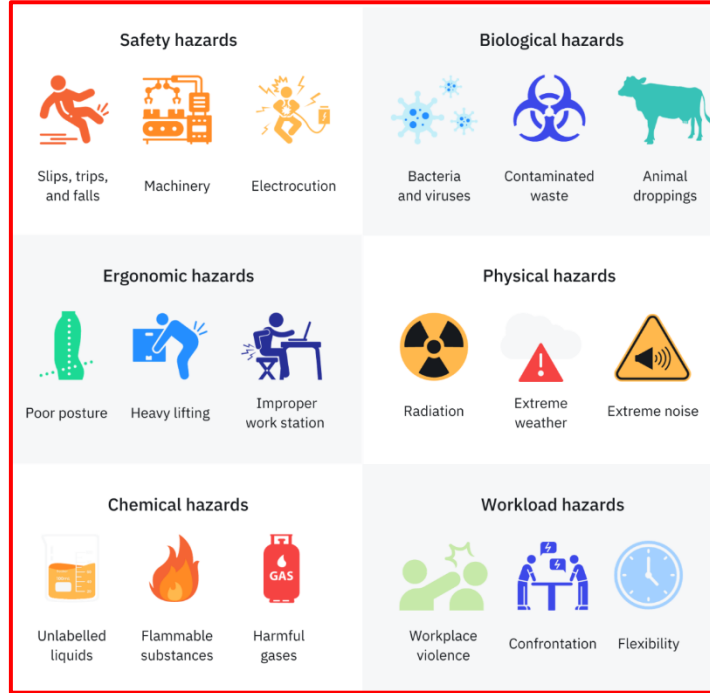 Safety hazards
Slips, trips,
and falls
Machinery
Electrocution
Biological hazards
Bacteria
and viruses
Contaminated
waste
Animal
droppings
Ergonomic hazards
Poor posture
Heavy lifting
Improper
work station
Physical hazards
Radiation
Extreme
weather
Extreme noise
Chemical hazards
GAS
Unlabelled
liquids
Flammable
substances
Harmful
gases
Workload hazards
Workplace
violence
Confrontation
Flexibility